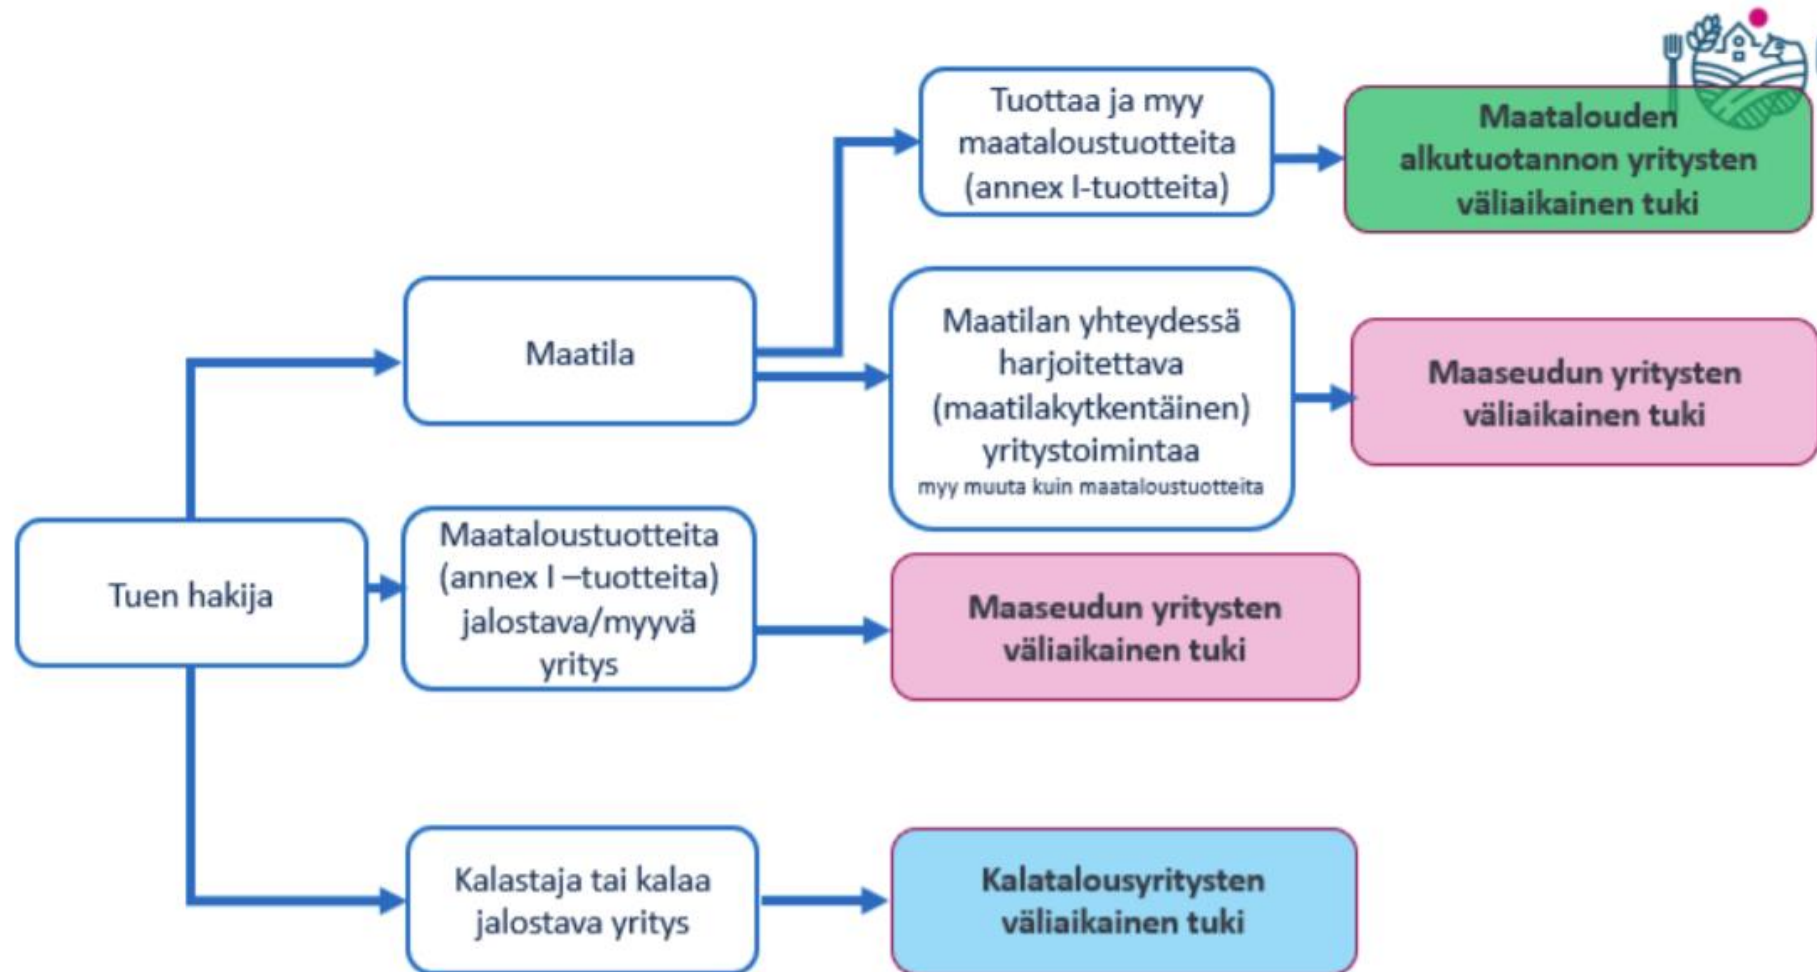 Tuottaa ja myy
maataloustuotteita
(annex I-tuotteita)
Maatalouden
alkutuotannon yritysten
väliaikainen tuki
Maatila
Maatilan yhteydessä
harjoitettava
(maatilakytkentäinen)
yritystoimintaa
myy muuta kuin maataloustuotteita
Maaseudun yritysten
väliaikainen tuki
Tuen hakija
Maataloustuotteita
(annex I –tuotteita)
jalostava/myyvä
yritys
Maaseudun yritysten
väliaikainen tuki
Kalastaja tai kalaa
jalostava yritys
Kalatalousyritysten
väliaikainen tuki